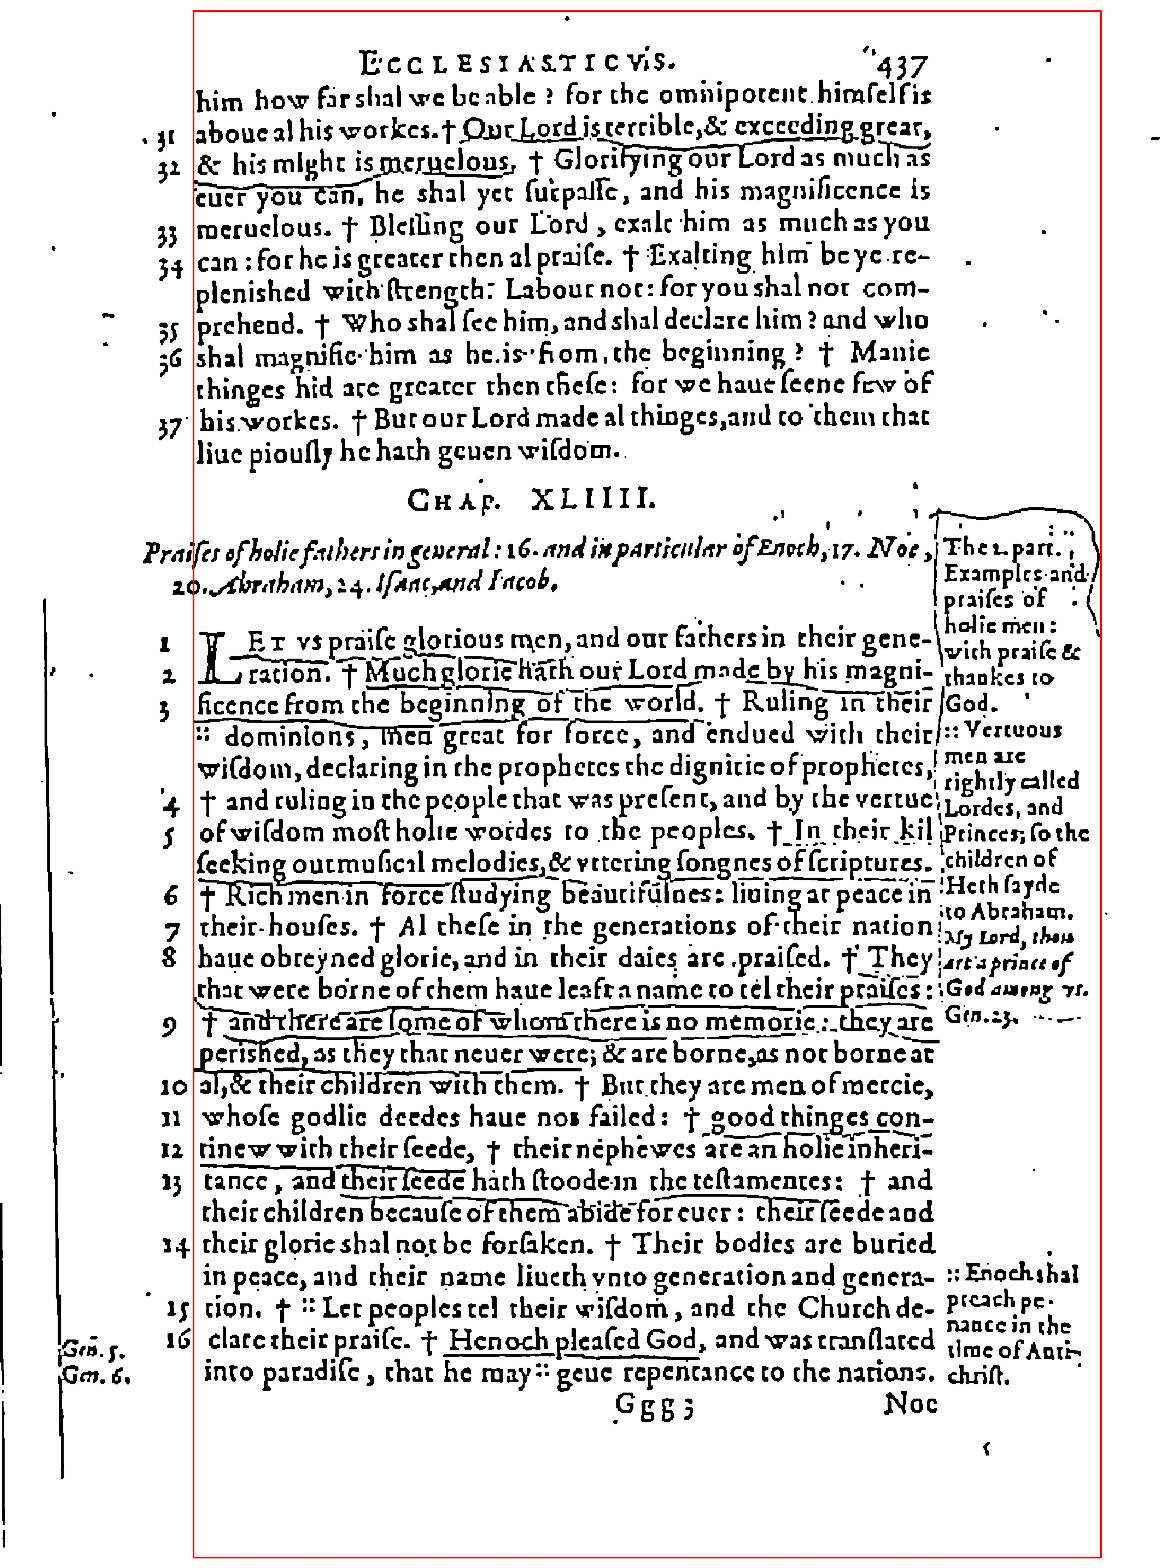 ECCLESIASTICVS. 437
him how far shal we be able? for the omnipotent himſelf is
31 aboue al his workes. † Our Lord is terrible, & exceeding great,
32 & his might is meruelous. † Glorifying our Lord as much as
euer you can, he shal yet ſurpaſſe, and his magnificence is
33 meruelous. † Bleſſing our Lord, exalt him as much as you
34 can: for he is greater then al praiſe. † Exalting him be ye re-
plenished with ſtrength: Labour not: for you shal not com-
35 prehend. † Who shal ſee him, and shal declare him? and who
36 shal magnifie him as he is from the beginning? † Manie
thinges hid are greater then theſe: for we haue ſeene few of
37 his workes. † But our Lord made al thinges, and to them that
liue piouſly he hath geuen wiſdom.
CHAP. XLIIII.
Praiſes of holie fathers in general: 16. and in particular of Enoch, 17. Noe,
20. Abraham, 24. Iſaac, and Iacob.
1 LET vs praiſe glorious men, and our fathers in their gene-
2 ration. † Much glorie hath our Lord made by his magni-
3 ficence from the beginning of the world. † Ruling in their
:: dominions, men great for force, and endued with their
wiſdom, declaring in the prophetes the dignitie of prophetes,
4 † and ruling in the people that was preſent, and by the vertue
5 of wiſdom moſt holie wordes to the peoples. † In their ſkil
ſeeking out muſical melodies, & vttering ſongnes of ſcriptures.
6 † Rich men in force ſtudying beautifulnes: liuing at peace in
7 their houſes. † Al theſe in the generations of their nation
8 haue obteyned glorie, and in their daies are praiſed. † They
that were borne of them haue leaft a name to tel their praiſes:
9 † and there are ſome of whom there is no memorie: they are
perished, as they that neuer were; & are borne, as not borne at
10 al, & their children with them. † But they are men of mercie,
11 whoſe godlie deedes haue not failed: † good thinges con-
12 tinew with their ſeede, † their nephewes are an holie inheri-
13 tance, and their ſeede hath ſtoode in the teſtamentes: † and
their children becauſe of them abide for euer: their ſeede and
14 their glorie shal not be forſaken. † Their bodies are buried
in peace, and their name liueth vnto generation and genera-
15 tion. † :: Let peoples tel their wiſdom, and the Church de-
16 clare their praiſe. † Henoch pleaſed God, and was tranſlated
into paradiſe, that he may :: geue repentance to the nations.
Gggg 3 Noe
The 2. part.
Examples and
praiſes of
holie men:
with praiſe &
thankes to
God.
:: Vertuous
men are
rightly called
Lordes, and
Princes; ſo the
children of
Heth ſayde
to Abraham.
My Lord, thou
art a prince of
God among vs.
Gen. 23.
:: Enoch shal
preach pe-
nance in the
time of Anti-
chriſt.
Gen. 5.
Gen. 6.